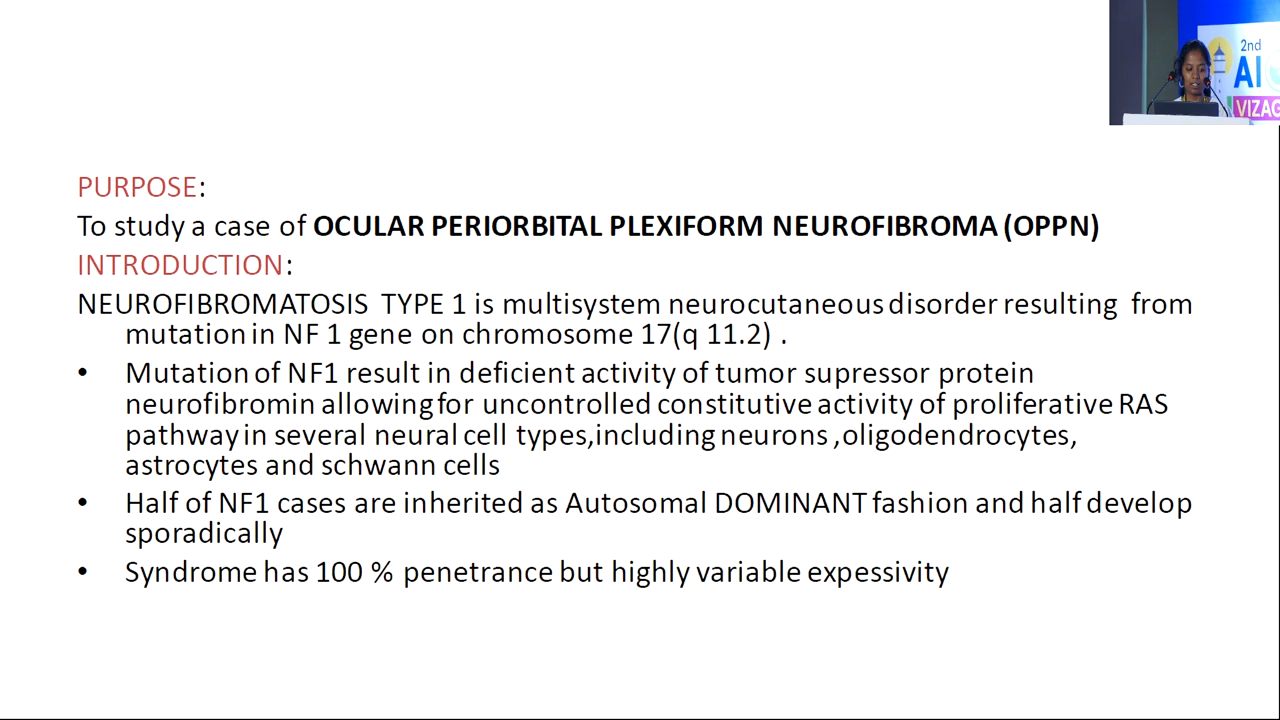 2nd
AI
VIZAG
PURPOSE:
To study a case of OCULAR PERIORBITAL PLEXIFORM NEUROFIBROMA (OPPN)
INTRODUCTION:
NEUROFIBROMATOSIS TYPE 1 is multisystem neurocutaneous disorder resulting from
mutation in NF 1 gene on chromosome 17(q 11.2) .
• Mutation of NF1 result in deficient activity of tumor supressor protein
neurofibromin allowing for uncontrolled constitutive activity of proliferative RAS
pathway in several neural cell types,including neurons ,oligodendrocytes,
astrocytes and schwann cells
• Half of NF1 cases are inherited as Autosomal DOMINANT fashion and half develop
sporadically
• Syndrome has 100 % penetrance but highly variable expessivity